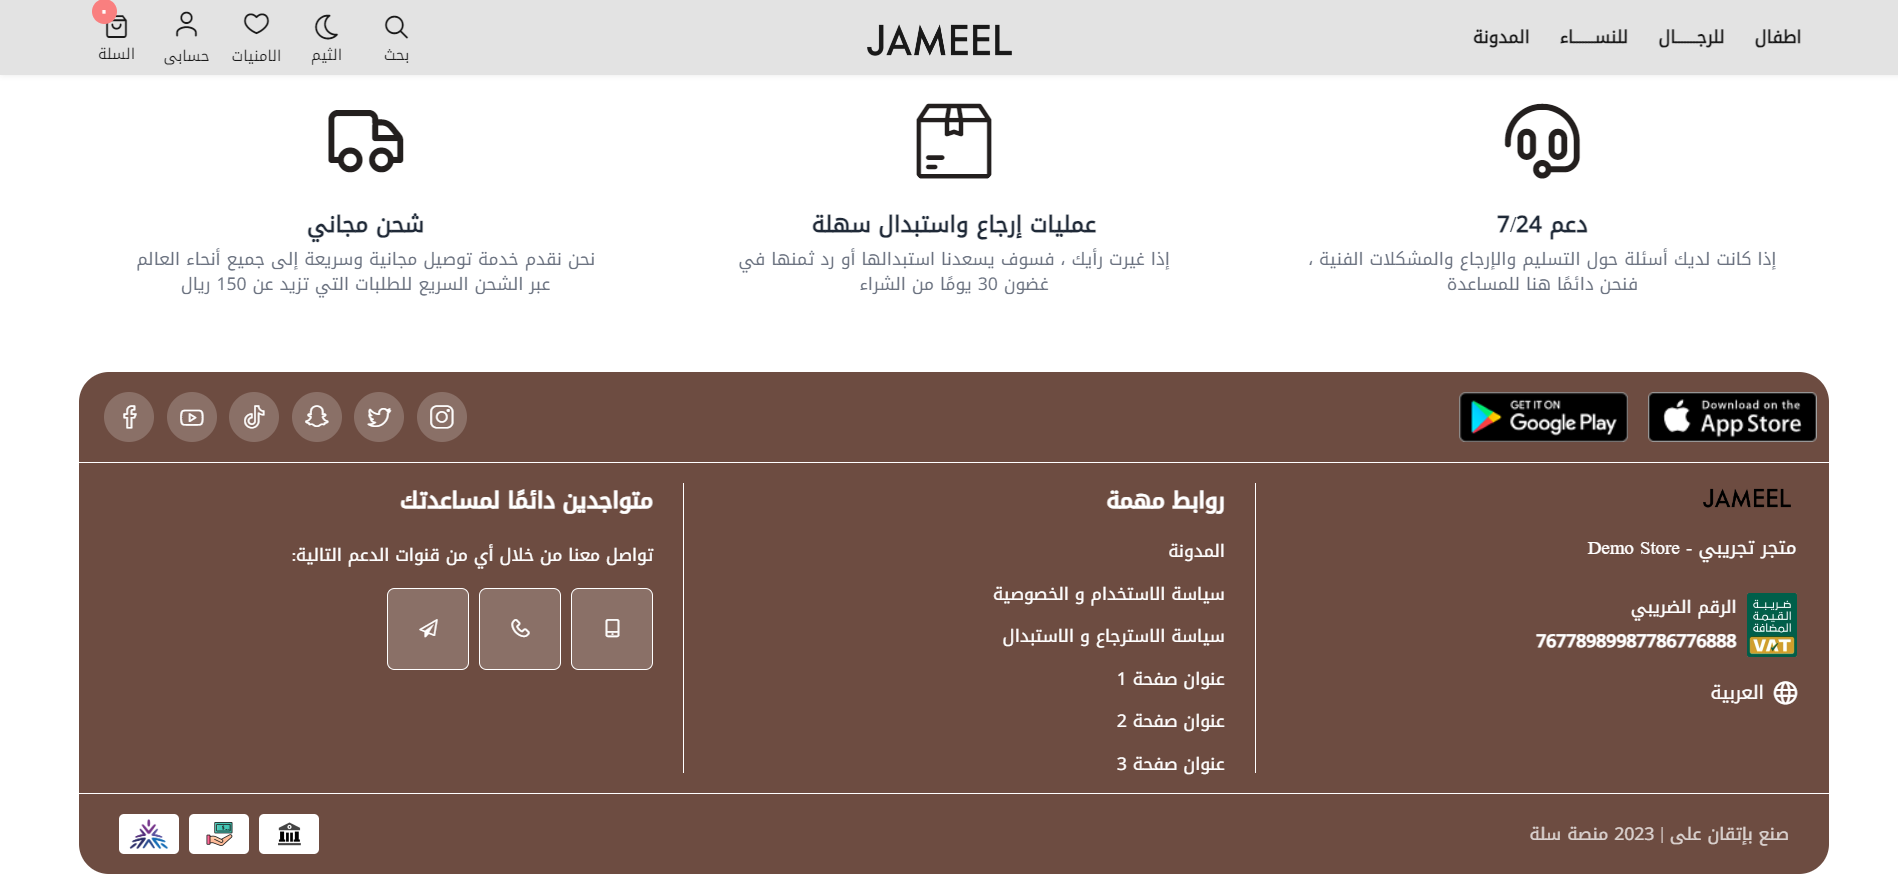 اطفال
للرجـــــال
للنســـــاء
المدونة
JAMEEL
بحث
الثيم
الامنيات
حسابى
السلة
دعم 7/24
إذا كانت لديك أسئلة حول التسليم والإرجاع والمشكلات الفنية ،
فنحن دائمًا هنا للمساعدة
عمليات إرجاع واستبدال سهلة
إذا غيرت رأيك ، فسوف يسعدنا استبدالها أو رد ثمنها في
غضون 30 يومًا من الشراء
شحن مجاني
نحن نقدم خدمة توصيل مجانية وسريعة إلى جميع أنحاء العالم
عبر الشحن السريع للطلبات التي تزيد عن 150 ريال
Download on the
App Store
GET IT ON
Google Play
JAMEEL
متجر تجريبي - Demo Store
ضريبة
القيمة
المضافة
VAT
الرقم الضريبي
76778989987786776888
العربية
روابط مهمة
المدونة
سياسة الاستخدام و الخصوصية
سياسة الاسترجاع و الاستبدال
عنوان صفحة 1
عنوان صفحة 2
عنوان صفحة 3
متواجدين دائمًا لمساعدتك
تواصل معنا من خلال أي من قنوات الدعم التالية:
صنع بإتقان على | 2023 منصة سلة